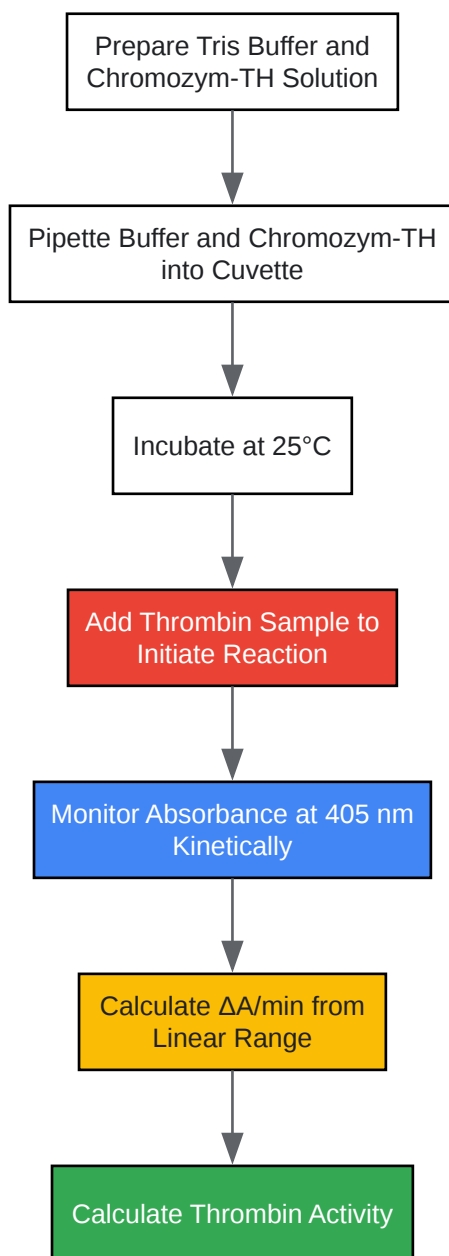 Prepare Tris Buffer and
Chromozym-TH Solution
Pipette Buffer and Chromozym-TH
into Cuvette
Incubate at 25°C
Add Thrombin Sample to
Initiate Reaction
Monitor Absorbance at 405 nm
Kinetically
Calculate ΔA/min from
Linear Range
Calculate Thrombin Activity